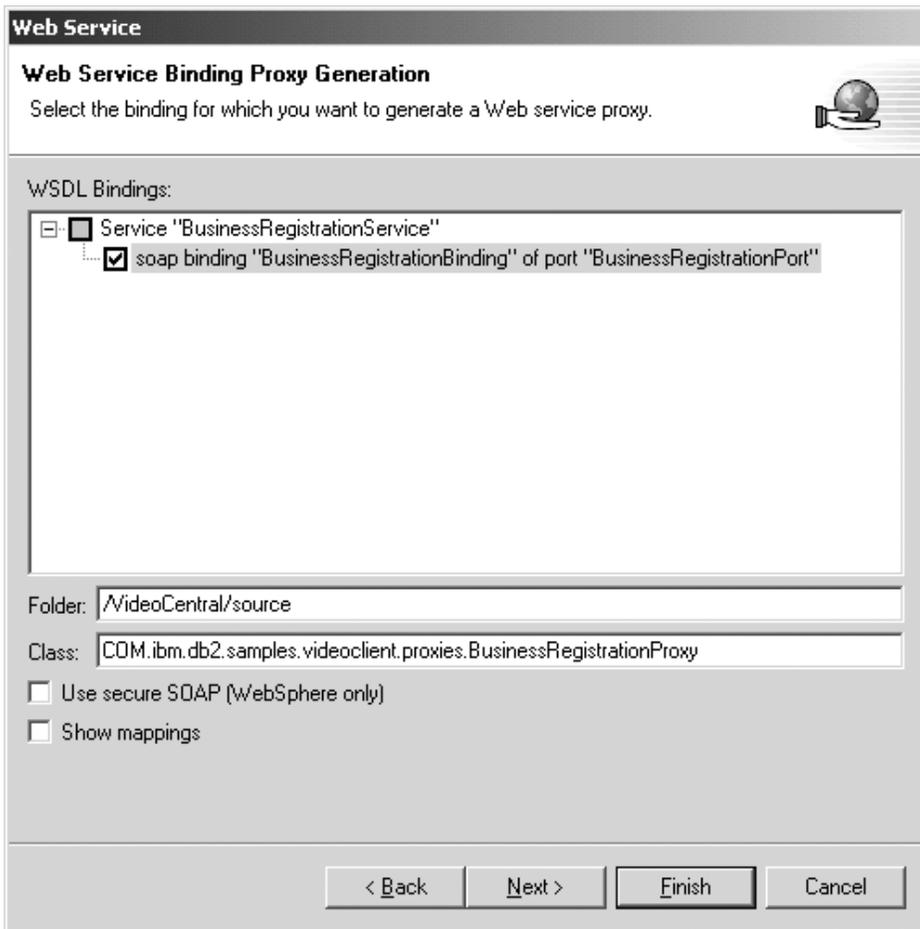 Web Service
Web Service Binding Proxy Generation
Select the binding for which you want to generate a Web service proxy.
WSDL Bindings:
Service "BusinessRegistrationService"
soap binding "BusinessRegistrationBinding" of port "BusinessRegistrationPort"
Folder: /VideoCentral/source
Class: COM.ibm.db2.samples.videoclient.proxies.BusinessRegistrationProxy
Use secure SOAP (WebSphere only)
Show mappings
< Back Next > Finish Cancel